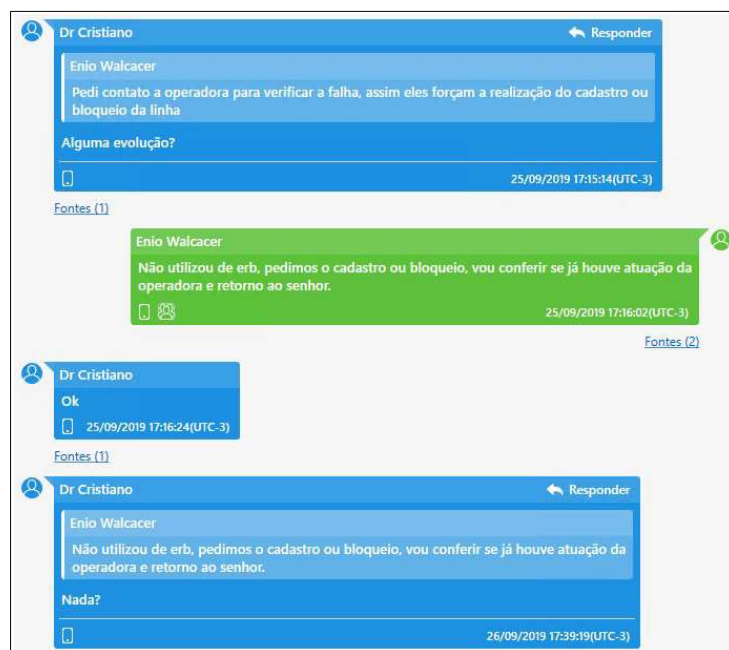 Dr Cristiano
Responder
Enio Walcacer
Pedi contato a operadora para verificar a falha, assim eles forçam a realização do cadastro ou
bloqueio da linha
Alguma evolução?
25/09/2019 17:15:14(UTC-3)
Fontes (1)
Enio Walcacer
Não utilizou de erb, pedimos o cadastro ou bloqueio, vou conferir se já houve atuação da
operadora e retorno ao senhor.
25/09/2019 17:16:02(UTC-3)
Fontes (2)
Dr Cristiano
Ok
25/09/2019 17:16:24(UTC-3)
Fontes (1)
Dr Cristiano
Responder
Enio Walcacer
Não utilizou de erb, pedimos o cadastro ou bloqueio, vou conferir se já houve atuação da
operadora e retorno ao senhor.
Nada?
26/09/2019 17:39:19(UTC-3)